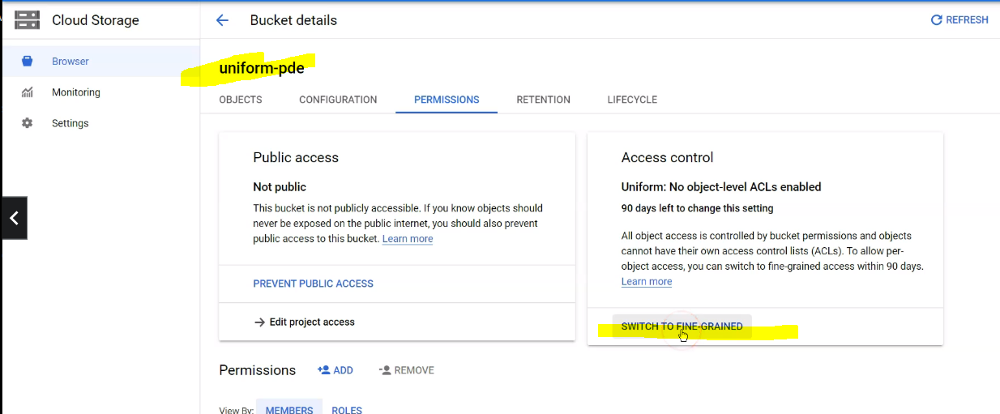 Cloud Storage
Bucket details
REFRESH
Browser
Monitoring
Settings
uniform-pde
OBJECTS
CONFIGURATION
PERMISSIONS
RETENTION
LIFECYCLE
Public access
Not public
This bucket is not publicly accessible. If you know objects should
never be exposed on the public internet, you should also prevent
public access to this bucket. Learn more
PREVENT PUBLIC ACCESS
Edit project access
Access control
Uniform: No object-level ACLs enabled
90 days left to change this setting
All object access is controlled by bucket permissions and objects
cannot have their own access control lists (ACLs). To allow per-
object access, you can switch to fine-grained access within 90 days.
Learn more
SWITCH TO FINE-GRAINED
Permissions
ADD
REMOVE
View By:
MEMBERS
ROLES